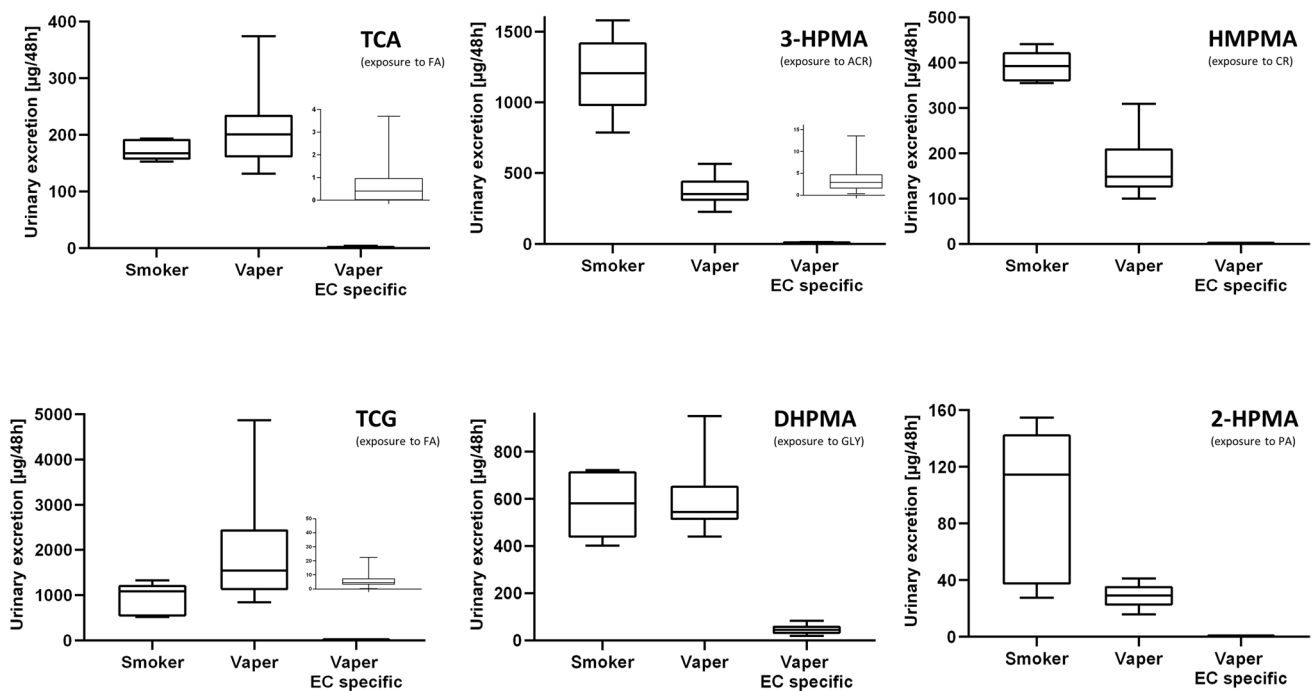 TCA
(exposure to FA)
Urinary excretion [µg/48h]
400
300
200
100
0
4
3
2
1
0
Smoker
Vaper
Vaper
EC specific
3-HPMA
(exposure to ACR)
Urinary excretion [µg/48h]
1500
1000
500
0
15
10
5
0
Smoker
Vaper
Vaper
EC specific
HMPMA
(exposure to CR)
Urinary excretion [µg/48h]
500
400
300
200
100
0
Smoker
Vaper
Vaper
EC specific
TCG
(exposure to FA)
Urinary excretion [µg/48h]
5000
4000
3000
2000
1000
0
50
40
30
20
10
0
Smoker
Vaper
Vaper
EC specific
DHPMA
(exposure to GLY)
Urinary excretion [µg/48h]
800
600
400
200
0
Smoker
Vaper
Vaper
EC specific
2-HPMA
(exposure to PA)
Urinary excretion [µg/48h]
160
120
80
40
0
Smoker
Vaper
Vaper
EC specific